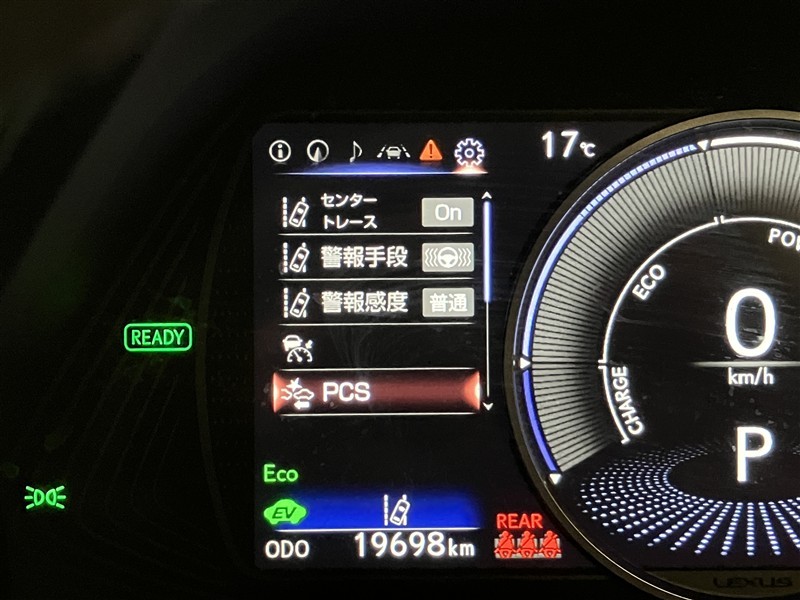 17℃
センター
トレース
On
警報手段
警報感度
普通
PCS
READY
Eco
EV
ODO
19698km
REAR
CHARGE
ECO
0
km/h
P
LEXUS